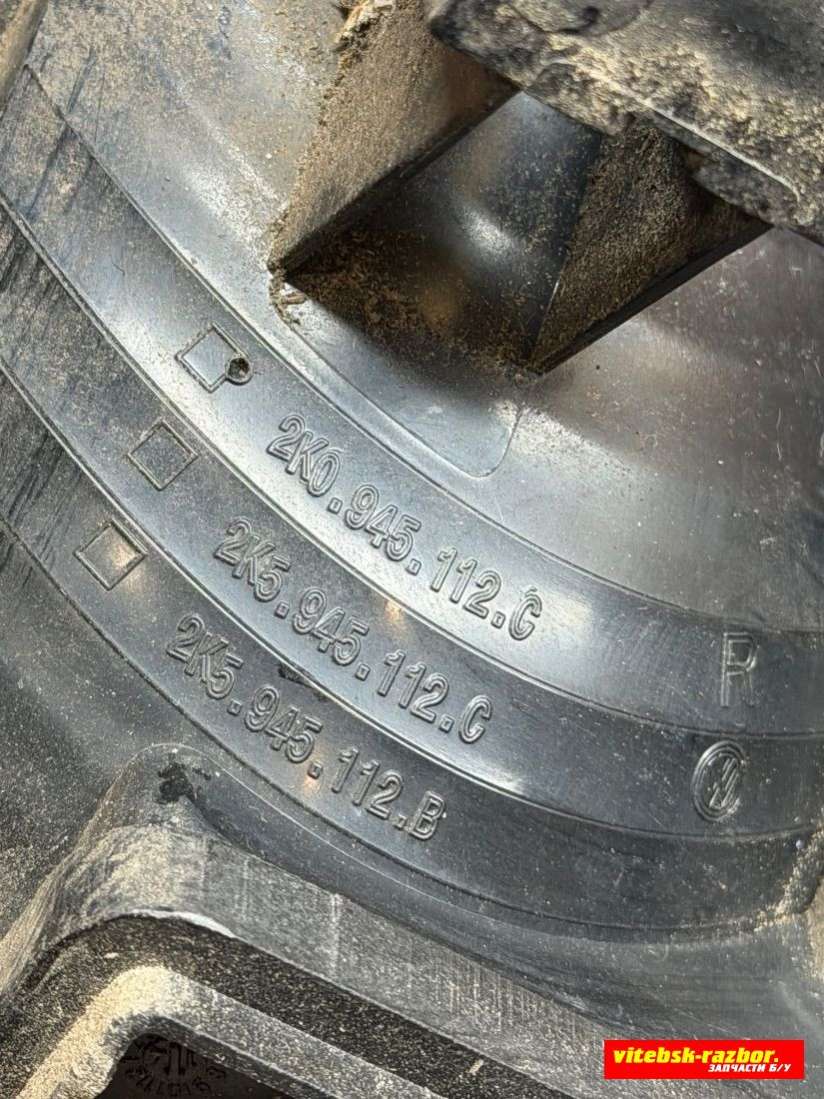 2K0.945.112.C
2K5.945.112.C
2K5.945.112.B
R
vitebsk-razbor.
ЗАПЧАСТИ Б/У